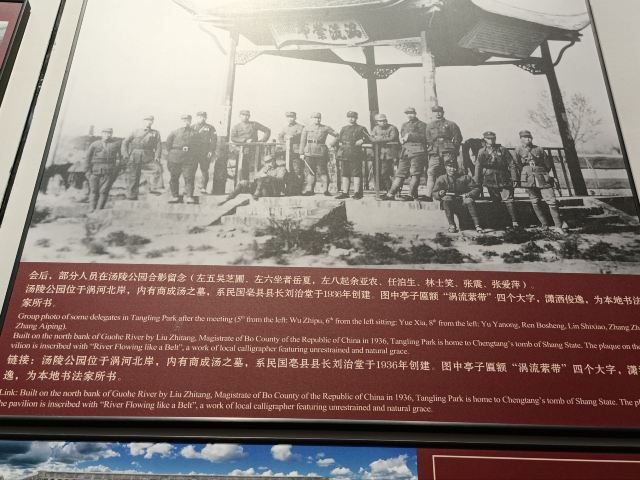 会后，部分人员在汤陵公园合影留念（左五吴芝圃、左六坐者岳夏，左八起余亚农、任泊生、林士笑、张震、张爱萍）。
汤陵公园位于涡河北岸，内有商成汤之墓，系民国亳县县长刘治堂于1936年创建。图中亭子匾额“涡流萦带”四个大字，潇洒俊逸，为本地书法
家所书。
Group photo of some delegates in Tangling Park after the meeting (5th from the left: Wu Zhipu, 6th from the left sitting: Yue Xia, 8th from the left: Yu Yanong, Ren Bosheng, Lin Shixiao, Zhang
Zhang Aiping).
Built on the north bank of Guohe River by Liu Zhitang, Magistrate of Bo County of the Republic of China in 1936, Tangling Park is home to Chengtang's tomb of Shang State. The plaque on the
vilion is inscribed with “River Flowing like a Belt”, a work of local calligrapher featuring unrestrained and natural grace.
链接：汤陵公园位于涡河北岸，内有商成汤之墓，系民国亳县县长刘治堂于1936年创建。图中亭子匾额“涡流萦带”四个大字，潇
逸，为本地书法家所书。
Link: Built on the north bank of Guohe River by Liu Zhitang, Magistrate of Bo County of the Republic of China in 1936, Tangling Park is home to Chengtang's tomb of Shang State. The
the pavilion is inscribed with “River Flowing like a Belt”, a work of local calligrapher featuring unrestrained and natural grace.